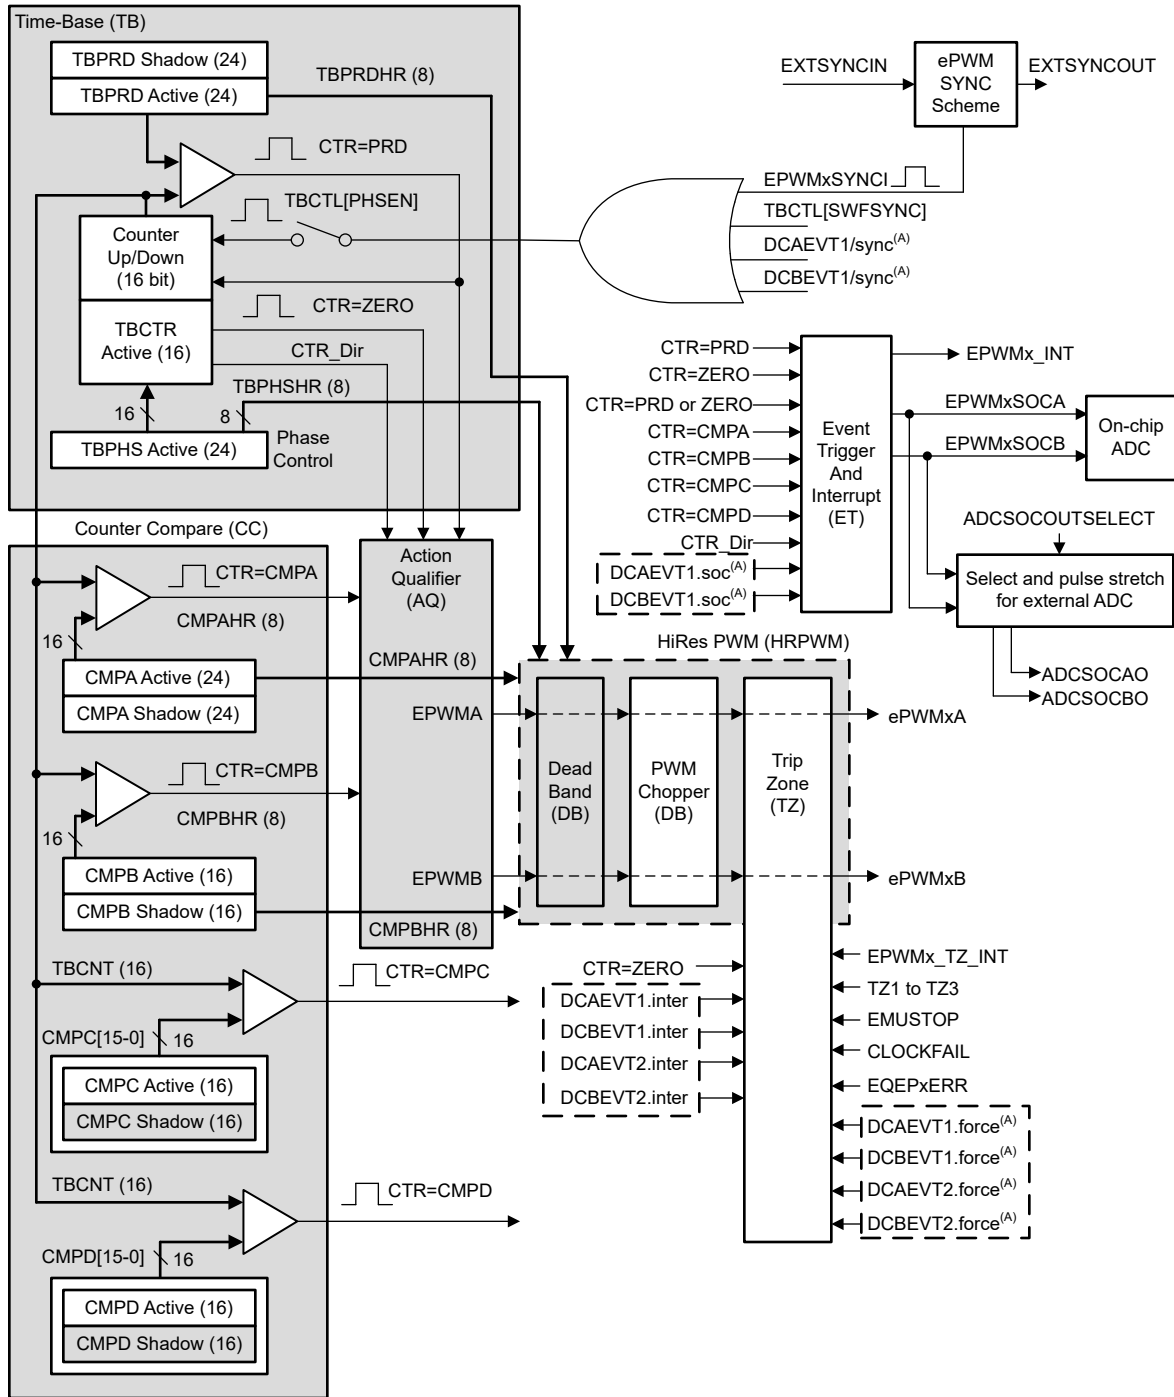 Time-Base (TB)
TBPRD Shadow (24)
TBPRD Active (24)
TBPRDHR (8)
CTR=PRD
TBCTL[PHSEN]
Counter
Up/Down
(16 bit)
CTR=ZERO
TBCTR
Active (16)
CTR_Dir
TBPHSHR (8)
16
8
TBPHS Active (24)
Phase
Control
EXTSYNCIN
ePWM
SYNC
Scheme
EXTSYNCOUT
EPWMxSYNCI
TBCTL[SWFSYNC]
DCAEVT1/sync(A)
DCBEVT1/sync(A)
CTR=PRD
CTR=ZERO
CTR=PRD or ZERO
CTR=CMPA
CTR=CMPB
CTR=CMPC
CTR=CMPD
CTR_Dir
DCAEVT1.soc(A)
DCBEVT1.soc(A)
Event
Trigger
And
Interrupt
(ET)
EPWMx_INT
EPWMxSOCA
EPWMxSOCB
On-chip
ADC
ADCSOCOUTSELECT
Select and pulse stretch
for external ADC
ADCSOCAO
ADCSOCBO
Counter Compare (CC)
CTR=CMPA
CMPAHR (8)
16
CMPA Active (24)
CMPA Shadow (24)
CTR=CMPB
CMPBHR (8)
16
CMPB Active (16)
CMPB Shadow (16)
TBCNT (16)
CTR=CMPC
CMPC[15-0]
16
CMPC Active (16)
CMPC Shadow (16)
TBCNT (16)
CTR=CMPD
CMPD[15-0]
16
CMPD Active (16)
CMPD Shadow (16)
Action
Qualifier
(AQ)
CMPAHR (8)
EPWMA
EPWMB
CMPBHR (8)
HiRes PWM (HRPWM)
Dead
Band
(DB)
PWM
Chopper
(DB)
Trip
Zone
(TZ)
ePWMxA
ePWMxB
CTR=ZERO
DCAEVT1.inter
DCBEVT1.inter
DCAEVT2.inter
DCBEVT2.inter
EPWMx_TZ_INT
TZ1 to TZ3
EMUSTOP
CLOCKFAIL
EQEPxERR
DCAEVT1.force(A)
DCBEVT1.force(A)
DCAEVT2.force(A)
DCBEVT2.force(A)